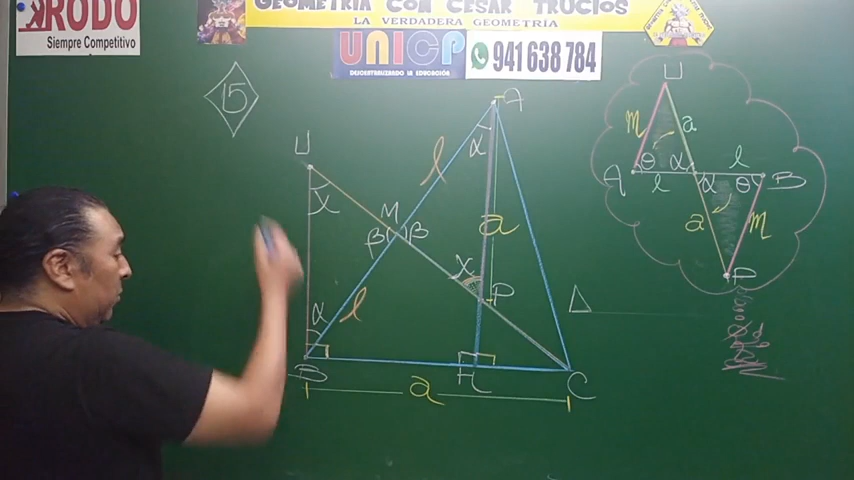 RODO
Siempre Competitivo
GEOMETRIA CON CESAR TRUCIOS
LA VERDADERA GEOMETRIA
UNICP
DESCENTRALIZANDO LA EDUCACIÓN
941 638 784
15
U
A
α
l
x
M
β
β
a
x
P
α
l
B
H
C
a
Δ
U
m
a
A
θ
α
l
l
α
θ
B
a
m
P